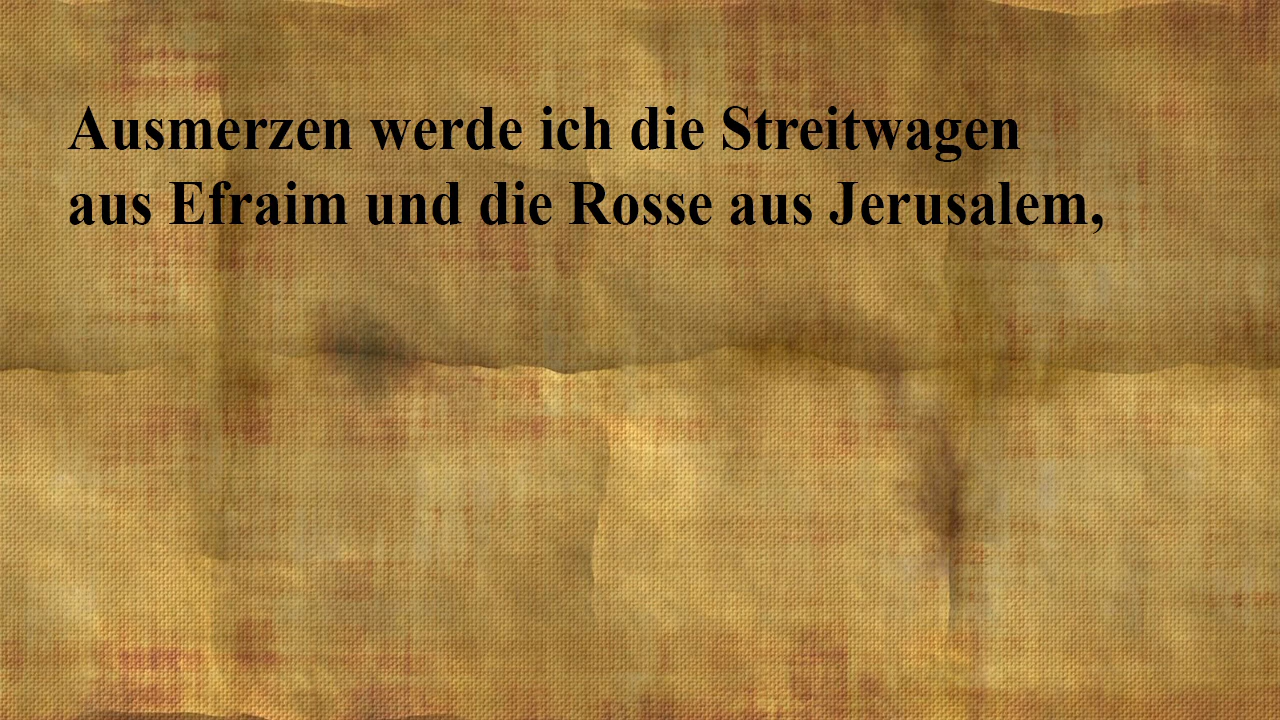 Ausmerzen werde ich die Streitwagen
aus Efraim und die Rosse aus Jerusalem,